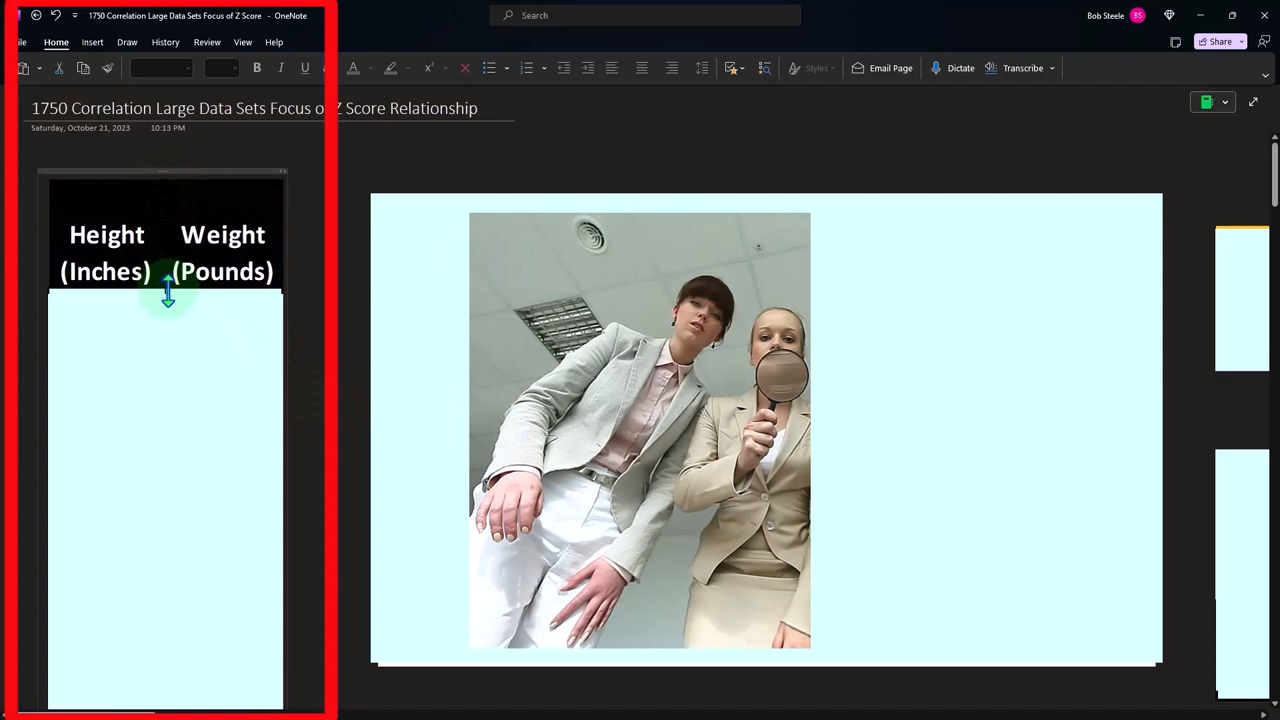 1750 Correlation Large Data Sets Focus of Z Score - OneNote
Search
Bob Steele BS
ile Home Insert Draw History Review View Help
Share
B I U
Styles
Email Page
Dictate
Transcribe
1750 Correlation Large Data Sets Focus of Z Score Relationship
Saturday, October 21, 2023 10:13 PM
Height Weight
(Inches) (Pounds)